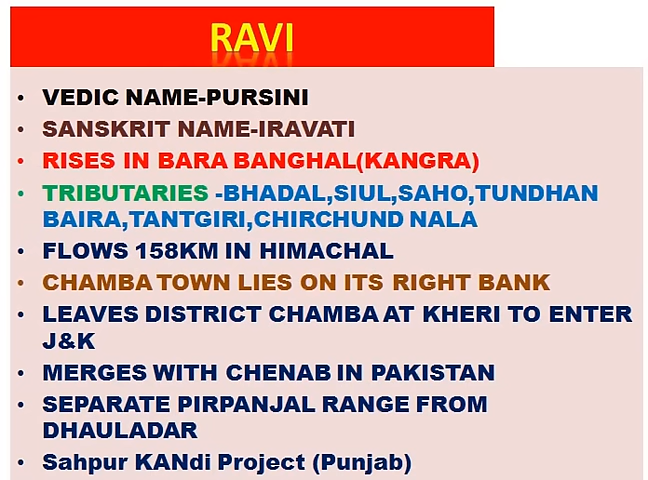 RAVI
• VEDIC NAME-PURSINI
• SANSKRIT NAME-IRAVATI
• RISES IN BARA BANGHAL(KANGRA)
• TRIBUTARIES -BHADAL,SIUL,SAHO,TUNDHAN
BAIRA,TANTGIRI,CHIRCHUND NALA
• FLOWS 158KM IN HIMACHAL
• CHAMBA TOWN LIES ON ITS RIGHT BANK
• LEAVES DISTRICT CHAMBA AT KHERI TO ENTER
J&K
• MERGES WITH CHENAB IN PAKISTAN
• SEPARATE PIRPANJAL RANGE FROM
DHAULADAR
• Sahpur KANdi Project (Punjab)